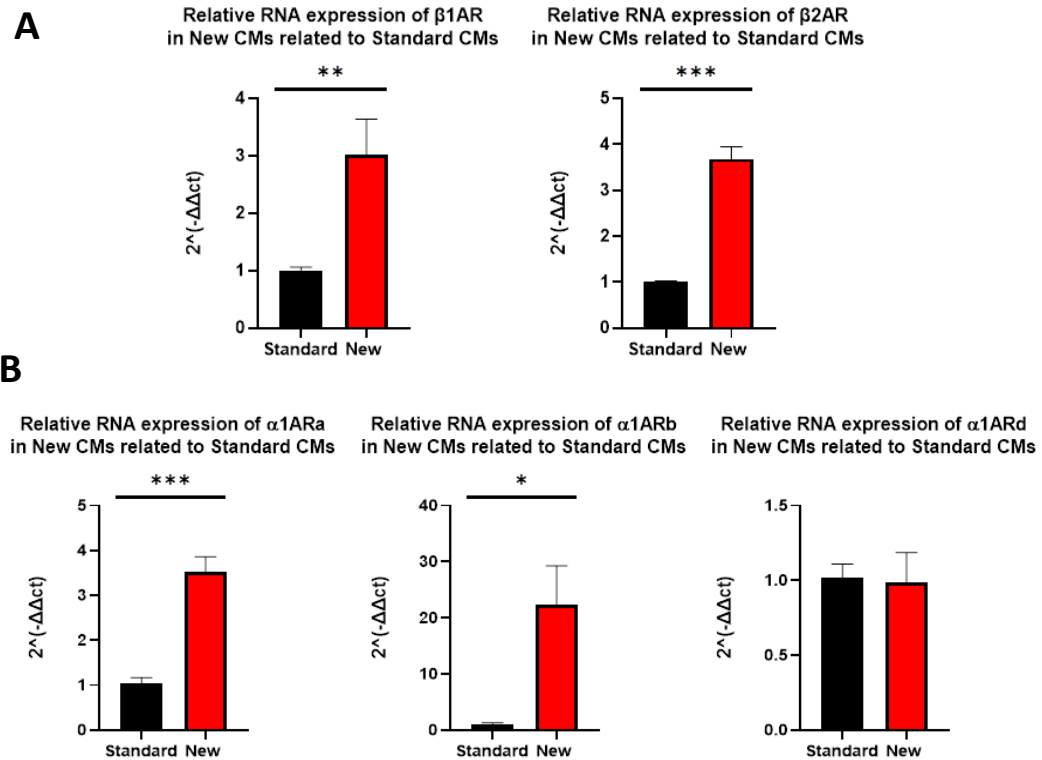 A
Relative RNA expression of β1AR
in New CMs related to Standard CMs
**
4
3
2
1
0
2^(-ΔΔct)
Standard New
Relative RNA expression of β2AR
in New CMs related to Standard CMs
***
5
4
3
2
1
0
2^(-ΔΔct)
Standard New
B
Relative RNA expression of α1ARa
in New CMs related to Standard CMs
***
5
4
3
2
1
0
2^(-ΔΔct)
Standard New
Relative RNA expression of α1ARb
in New CMs related to Standard CMs
*
40
30
20
10
0
2^(-ΔΔct)
Standard New
Relative RNA expression of α1ARd
in New CMs related to Standard CMs
1.5
1.0
0.5
0.0
2^(-ΔΔct)
Standard New